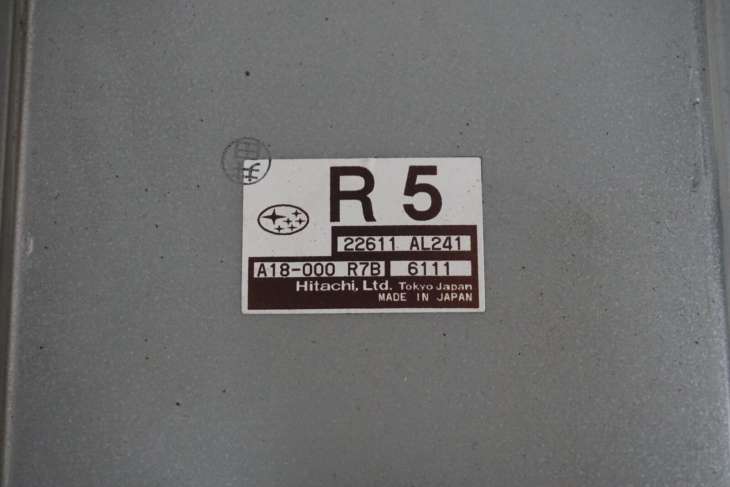 R 5
22611 AL241
A18-000 R7B 6111
Hitachi, Ltd. Tokyo Japan
MADE IN JAPAN